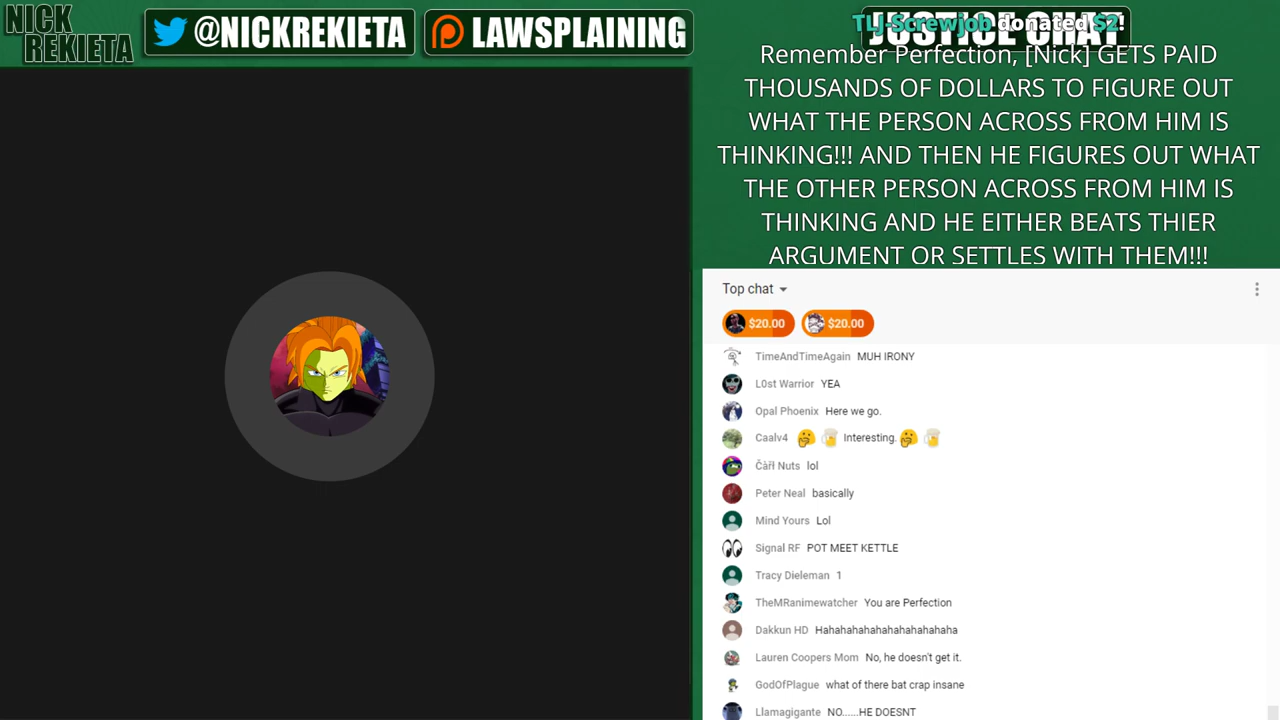 NICK
REKIETA
@NICKREKIETA
LAWSPLAINING
JUSTICE CHAT
TLJ-Screwjob donated $2!
Remember Perfection, [Nick] GETS PAID
THOUSANDS OF DOLLARS TO FIGURE OUT
WHAT THE PERSON ACROSS FROM HIM IS
THINKING!!! AND THEN HE FIGURES OUT WHAT
THE OTHER PERSON ACROSS FROM HIM IS
THINKING AND HE EITHER BEATS THIER
ARGUMENT OR SETTLES WITH THEM!!!
Top chat
$20.00 $20.00
TimeAndTimeAgain MUH IRONY
L0st Warrior YEA
Opal Phoenix Here we go.
Caalv4 🤔🍺 Interesting. 🤔🍺
Čàřł Nuts lol
Peter Neal basically
Mind Yours Lol
Signal RF POT MEET KETTLE
Tracy Dieleman 1
TheMRanimewatcher You are Perfection
Dakkun HD Hahahahahahahahahahaha
Lauren Coopers Mom No, he doesn't get it.
GodOfPlague what of there bat crap insane
Llamagigante NO......HE DOESNT